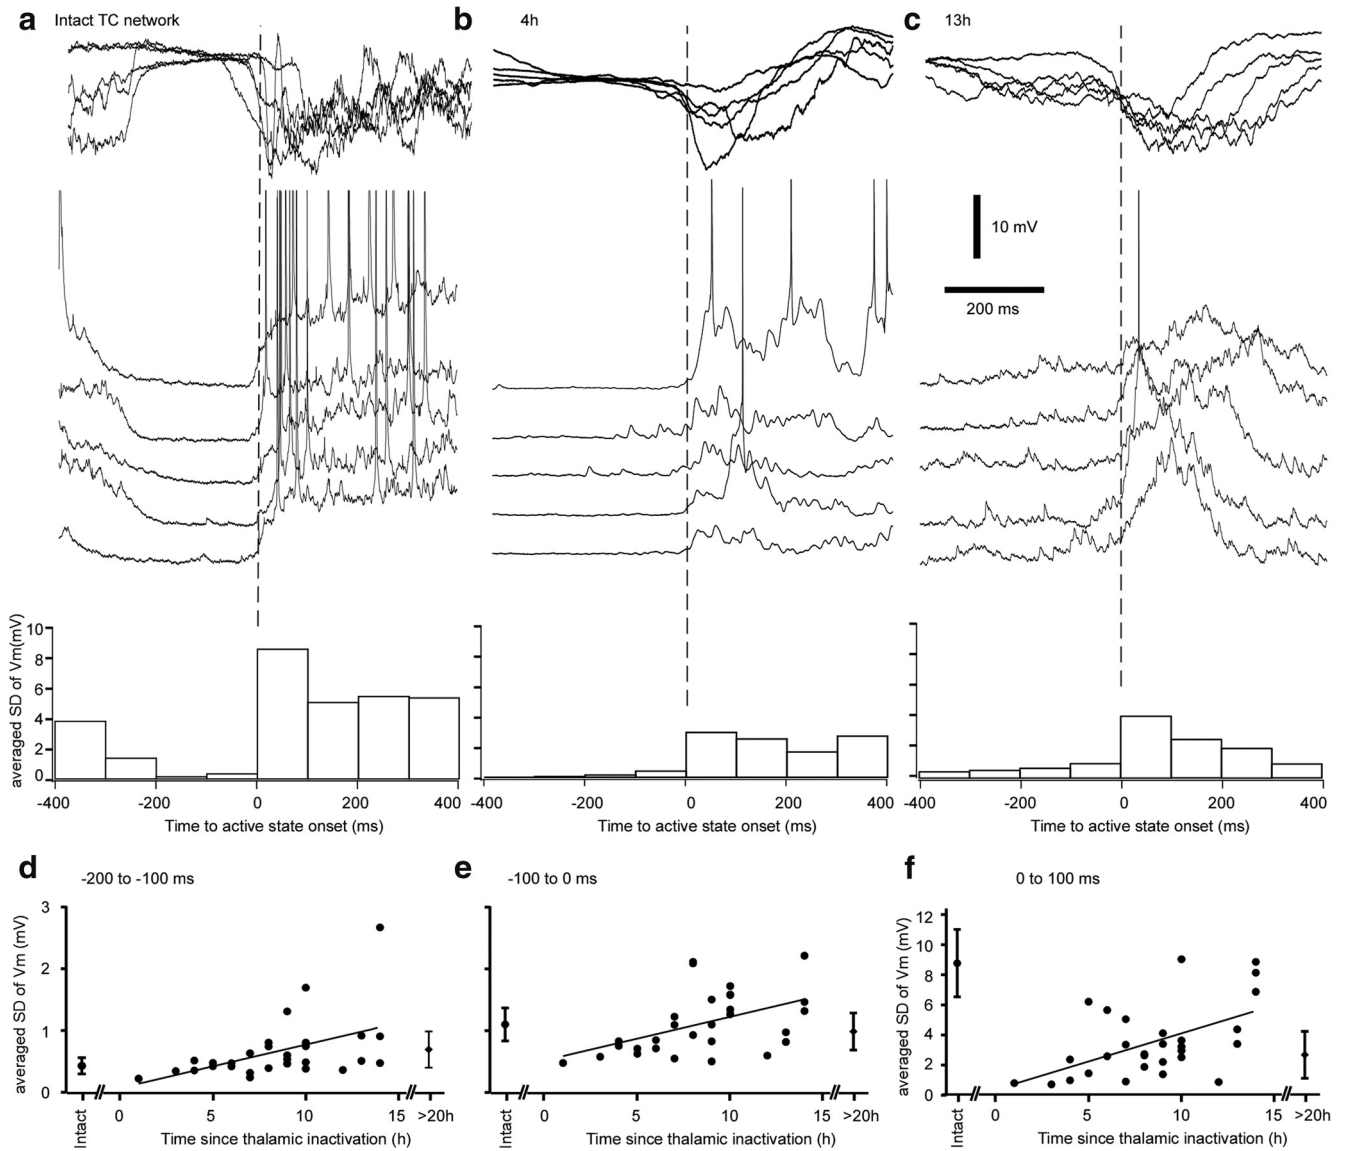 a Intact TC network
b 4h
c 13h
10 mV
200 ms
averaged SD of Vm(mV)
10
8
6
4
2
0
-400 -200 0 200 400
Time to active state onset (ms)
-400 -200 0 200 400
Time to active state onset (ms)
-400 -200 0 200 400
Time to active state onset (ms)
d -200 to -100 ms
averaged SD of Vm (mV)
3
2
1
0
Intact 0 5 10 15 >20h
Time since thalamic inactivation (h)
e -100 to 0 ms
Intact 0 5 10 15 >20h
Time since thalamic inactivation (h)
f 0 to 100 ms
averaged SD of Vm (mV)
12
10
8
6
4
2
0
Intact 0 5 10 15 >20h
Time since thalamic inactivation (h)